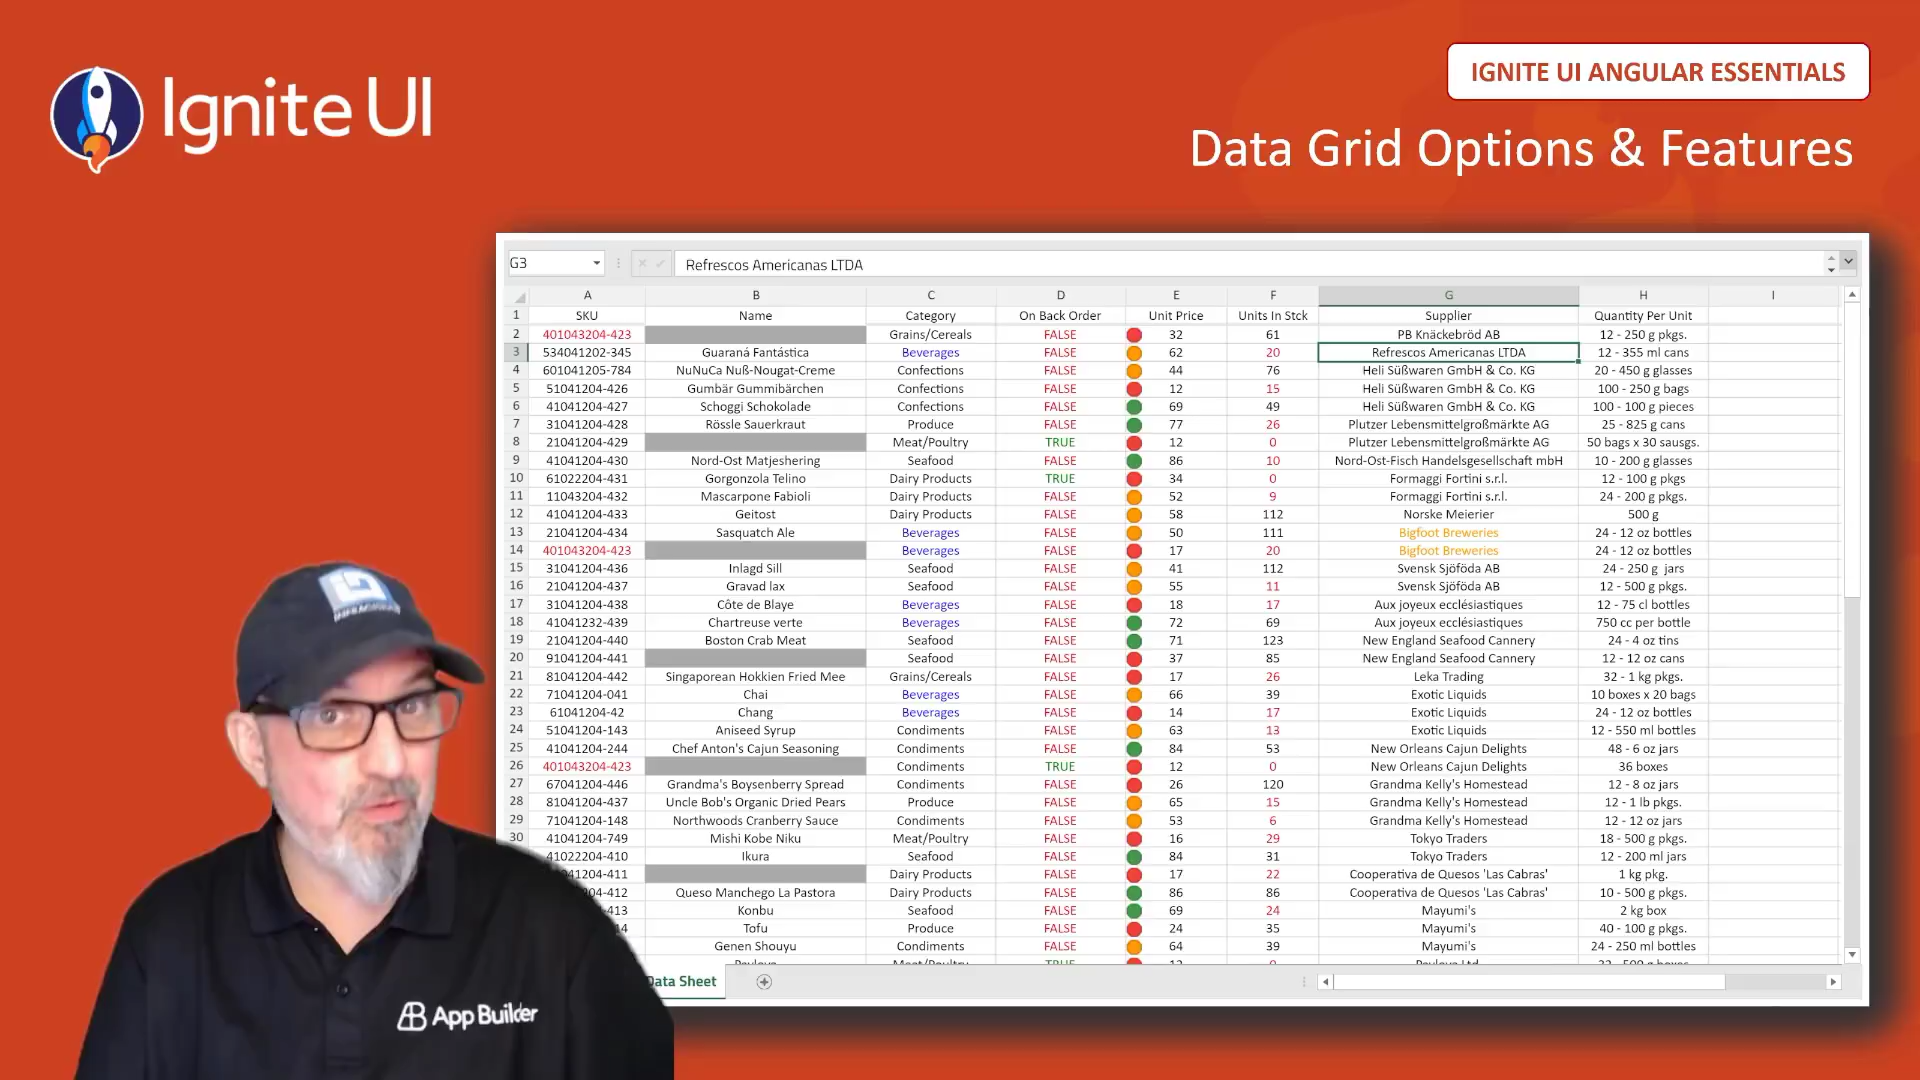 Ignite UI
IGNITE UI ANGULAR ESSENTIALS
Data Grid Options & Features
G3 Refrescos Americanas LTDA
A B C D E F G H I
1 SKU Name Category On Back Order Unit Price Units In Stck Supplier Quantity Per Unit
2 401043204-423 Grains/Cereals FALSE 32 61 PB Knäckebröd AB 12 - 250 g pkgs.
3 534041202-345 Guaraná Fantástica Beverages FALSE 62 20 Refrescos Americanas LTDA 12 - 355 ml cans
4 601041205-784 NuNuCa Nuß-Nougat-Creme Confections FALSE 44 76 Heli Süßwaren GmbH & Co. KG 20 - 450 g glasses
5 51041204-426 Gumbär Gummibärchen Confections FALSE 12 15 Heli Süßwaren GmbH & Co. KG 100 - 250 g bags
6 41041204-427 Schoggi Schokolade Confections FALSE 69 49 Heli Süßwaren GmbH & Co. KG 100 - 100 g pieces
7 31041204-428 Rössle Sauerkraut Produce FALSE 77 26 Plutzer Lebensmittelgroßmärkte AG 25 - 825 g cans
8 21041204-429 Meat/Poultry TRUE 12 0 Plutzer Lebensmittelgroßmärkte AG 50 bags x 30 sausgs.
9 41041204-430 Nord-Ost Matjeshering Seafood FALSE 86 10 Nord-Ost-Fisch Handelsgesellschaft mbH 10 - 200 g glasses
10 61022204-431 Gorgonzola Telino Dairy Products TRUE 34 0 Formaggi Fortini s.r.l. 12 - 100 g pkgs
11 11043204-432 Mascarpone Fabioli Dairy Products FALSE 52 9 Formaggi Fortini s.r.l. 24 - 200 g pkgs.
12 41041204-433 Geitost Dairy Products FALSE 58 112 Norske Meierier 500 g
13 21041204-434 Sasquatch Ale Beverages FALSE 50 111 Bigfoot Breweries 24 - 12 oz bottles
14 401043204-423 Beverages FALSE 17 20 Bigfoot Breweries 24 - 12 oz bottles
15 31041204-436 Inlagd Sill Seafood FALSE 41 112 Svensk Sjöföda AB 24 - 250 g jars
16 21041204-437 Gravad lax Seafood FALSE 55 11 Svensk Sjöföda AB 12 - 500 g pkgs.
17 31041204-438 Côte de Blaye Beverages FALSE 18 17 Aux joyeux ecclésiastiques 12 - 75 cl bottles
18 41041232-439 Chartreuse verte Beverages FALSE 72 69 Aux joyeux ecclésiastiques 750 cc per bottle
19 21041204-440 Boston Crab Meat Seafood FALSE 71 123 New England Seafood Cannery 24 - 4 oz tins
20 91041204-441 Seafood FALSE 37 85 New England Seafood Cannery 12 - 12 oz cans
21 81041204-442 Singaporean Hokkien Fried Mee Grains/Cereals FALSE 17 26 Leka Trading 32 - 1 kg pkgs.
22 71041204-041 Chai Beverages FALSE 66 39 Exotic Liquids 10 boxes x 20 bags
23 61041204-42 Chang Beverages FALSE 14 17 Exotic Liquids 24 - 12 oz bottles
24 51041204-143 Aniseed Syrup Condiments FALSE 63 13 Exotic Liquids 12 - 550 ml bottles
25 41041204-244 Chef Anton's Cajun Seasoning Condiments FALSE 84 53 New Orleans Cajun Delights 48 - 6 oz jars
26 401043204-423 Condiments TRUE 12 0 New Orleans Cajun Delights 36 boxes
27 67041204-446 Grandma's Boysenberry Spread Condiments FALSE 26 120 Grandma Kelly's Homestead 12 - 8 oz jars
28 81041204-437 Uncle Bob's Organic Dried Pears Produce FALSE 65 15 Grandma Kelly's Homestead 12 - 1 lb pkgs.
29 71041204-148 Northwoods Cranberry Sauce Condiments FALSE 53 6 Grandma Kelly's Homestead 12 - 12 oz jars
30 41041204-749 Mishi Kobe Niku Meat/Poultry FALSE 16 29 Tokyo Traders 18 - 500 g pkgs.
41022204-410 Ikura Seafood FALSE 84 31 Tokyo Traders 12 - 200 ml jars
041204-411 Dairy Products FALSE 17 22 Cooperativa de Quesos 'Las Cabras' 1 kg pkg.
04-412 Queso Manchego La Pastora Dairy Products FALSE 86 86 Cooperativa de Quesos 'Las Cabras' 10 - 500 g pkgs.
413 Konbu Seafood FALSE 69 24 Mayumi's 2 kg box
14 Tofu Produce FALSE 24 35 Mayumi's 40 - 100 g pkgs.
Genen Shouyu Condiments FALSE 64 39 Mayumi's 24 - 250 ml bottles
Data Sheet
App Builder